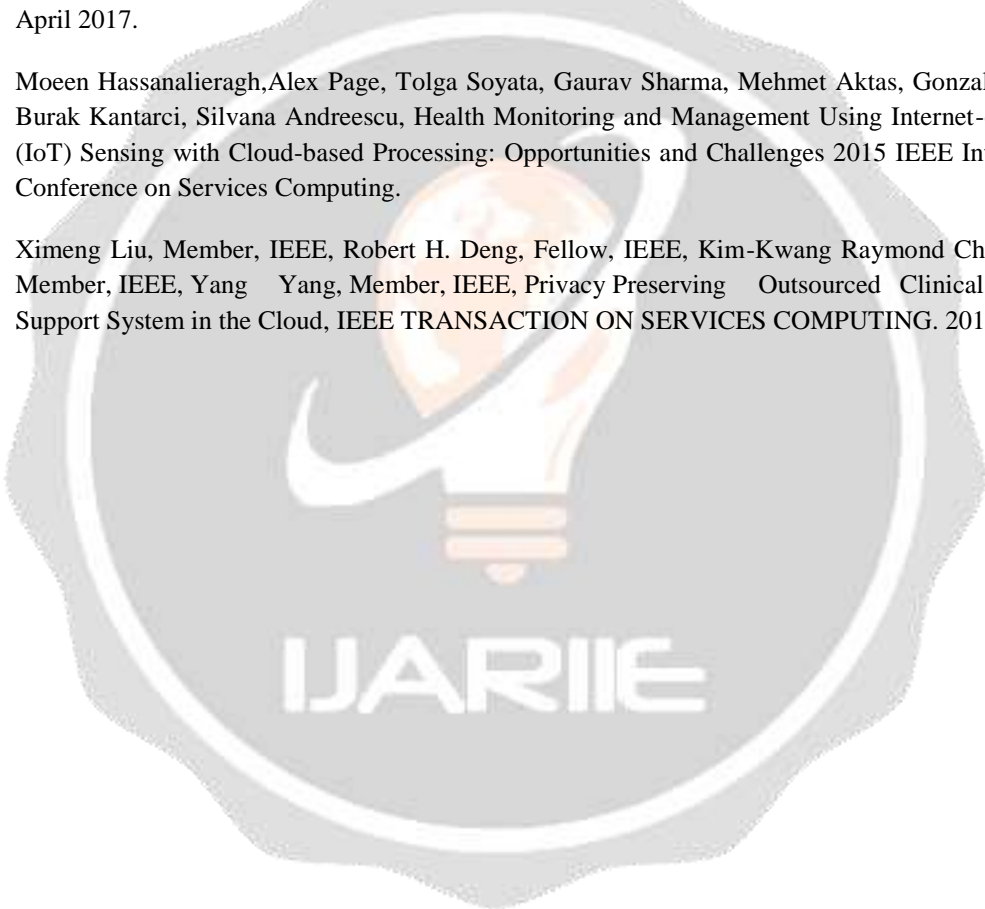 April 2017.
Moeen Hassanalieragh,Alex Page, Tolga Soyata, Gaurav Sharma, Mehmet Aktas, Gonzal
Burak Kantarci, Silvana Andreescu, Health Monitoring and Management Using Internet-
(IoT) Sensing with Cloud-based Processing: Opportunities and Challenges 2015 IEEE In
Conference on Services Computing.
Ximeng Liu, Member, IEEE, Robert H. Deng, Fellow, IEEE, Kim-Kwang Raymond Ch
Member, IEEE, Yang Yang, Member, IEEE, Privacy Preserving Outsourced Clinical
Support System in the Cloud, IEEE TRANSACTION ON SERVICES COMPUTING. 201
IJARIIE